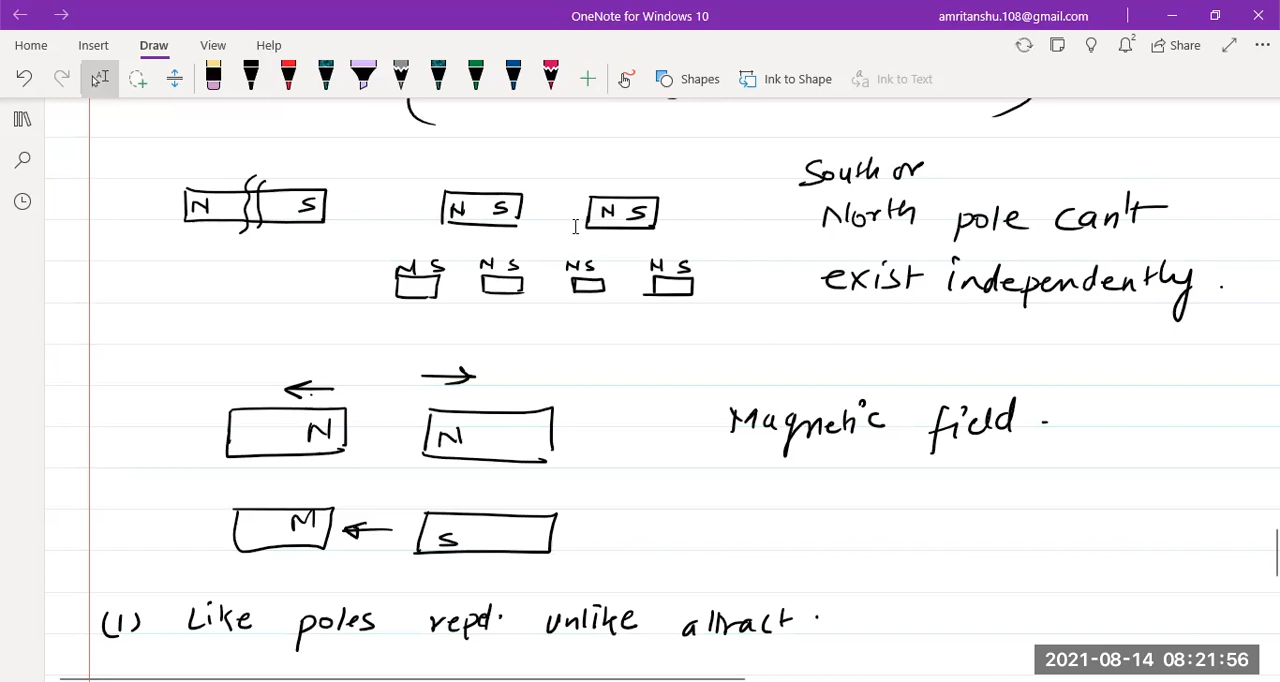 OneNote for Windows 10
amritanshu.108@gmail.com
Home Insert Draw View Help
Share
Shapes Ink to Shape Ink to Text
South or
N S N S N S North pole can't
N S N S N S N S exist independently.
N N Magnetic field.
N S
(1) Like poles repel. unlike attract.
2021-08-14 08:21:56